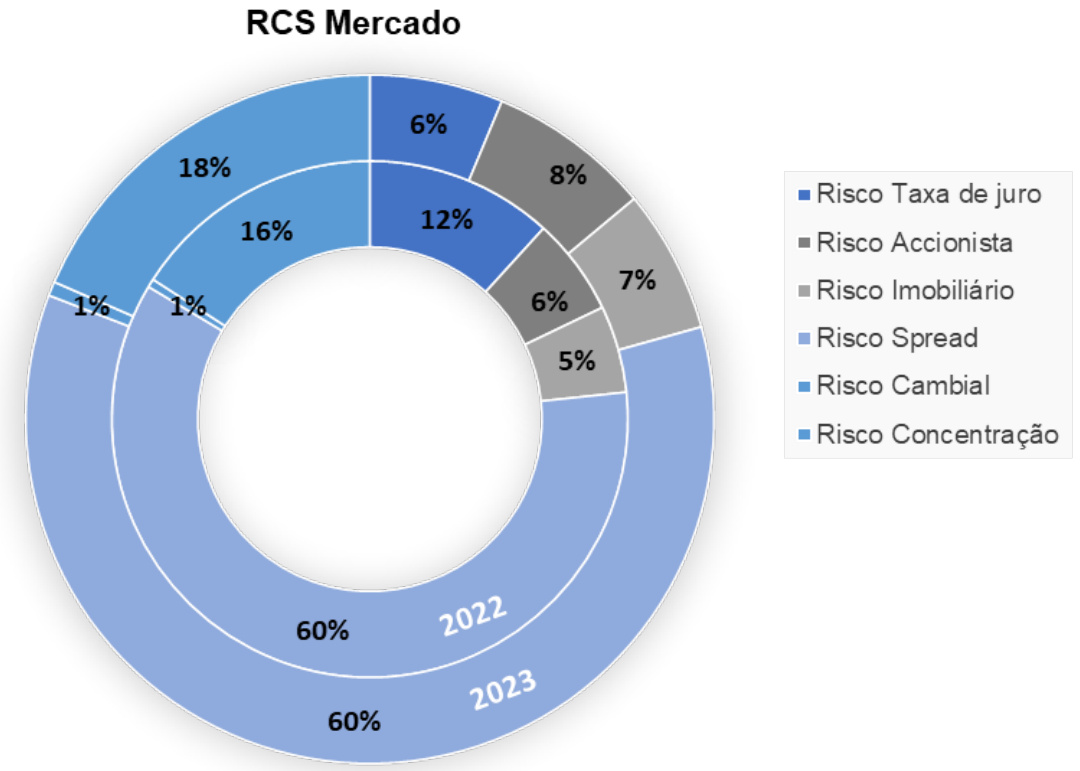 RCS Mercado
6%
18%
8%
12%
16%
7%
6%
1%
1%
5%
2022
60%
2023
60%
Risco Taxa de juro
Risco Accionista
Risco Imobiliário
Risco Spread
Risco Cambial
Risco Concentração